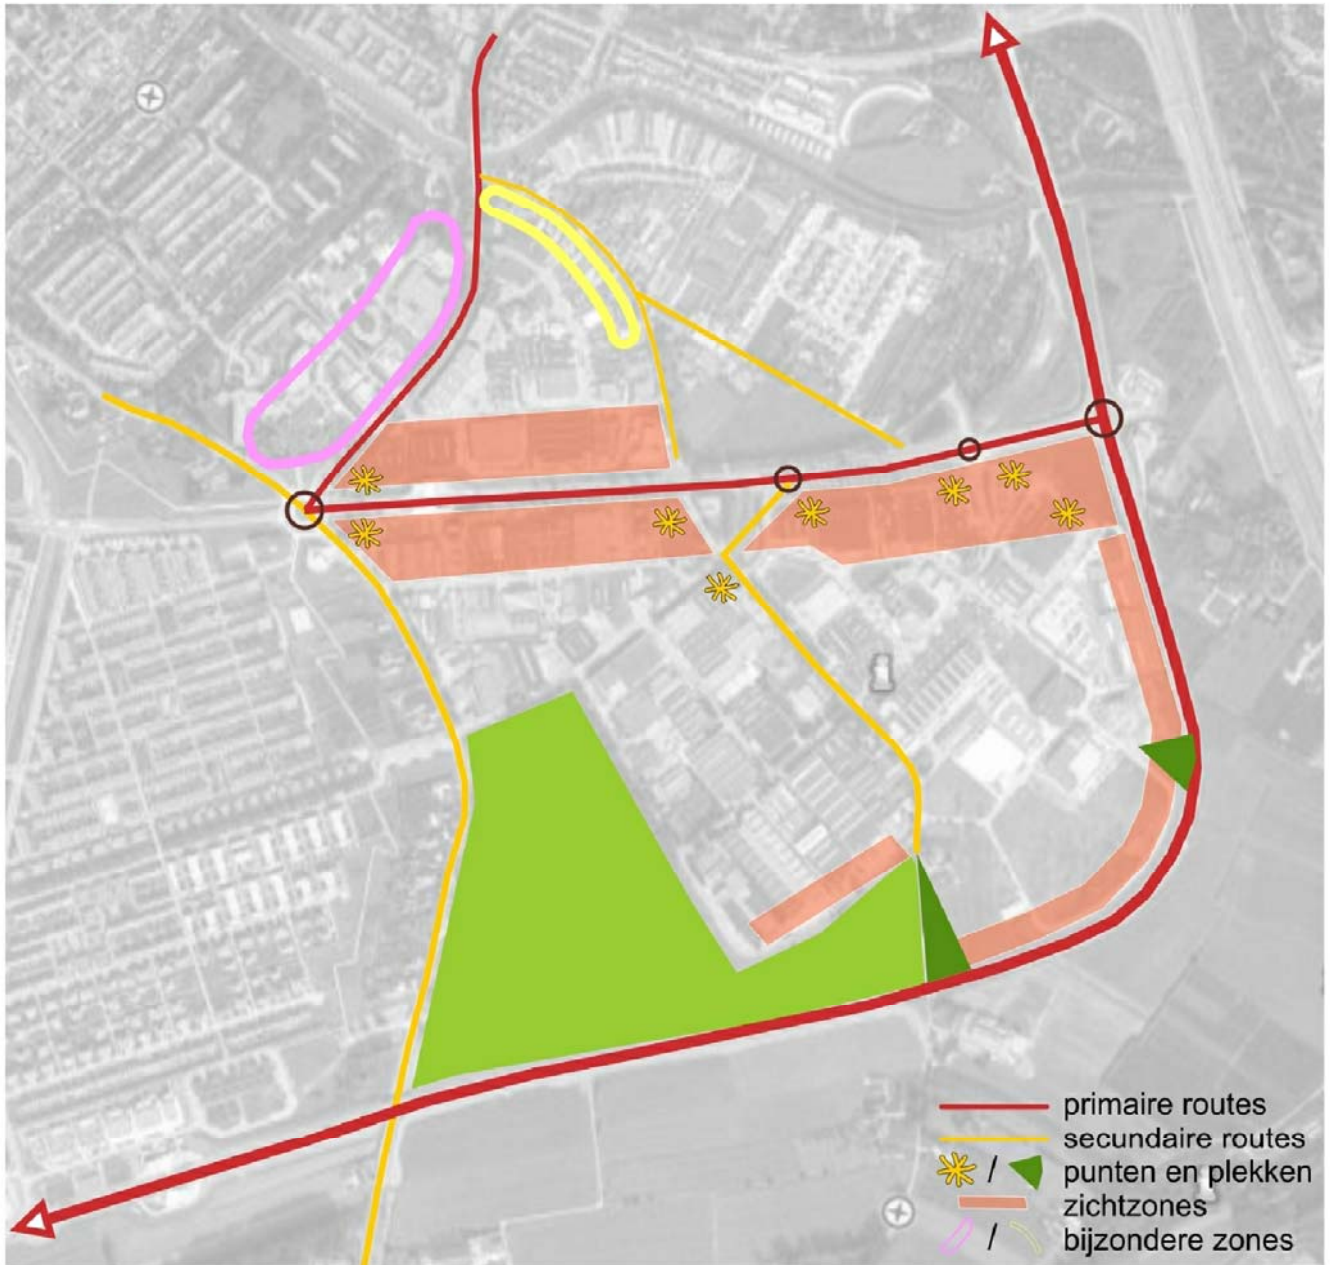 primaire routes
secundaire routes
/ punten en plekken
zichtzones
/ bijzondere zones